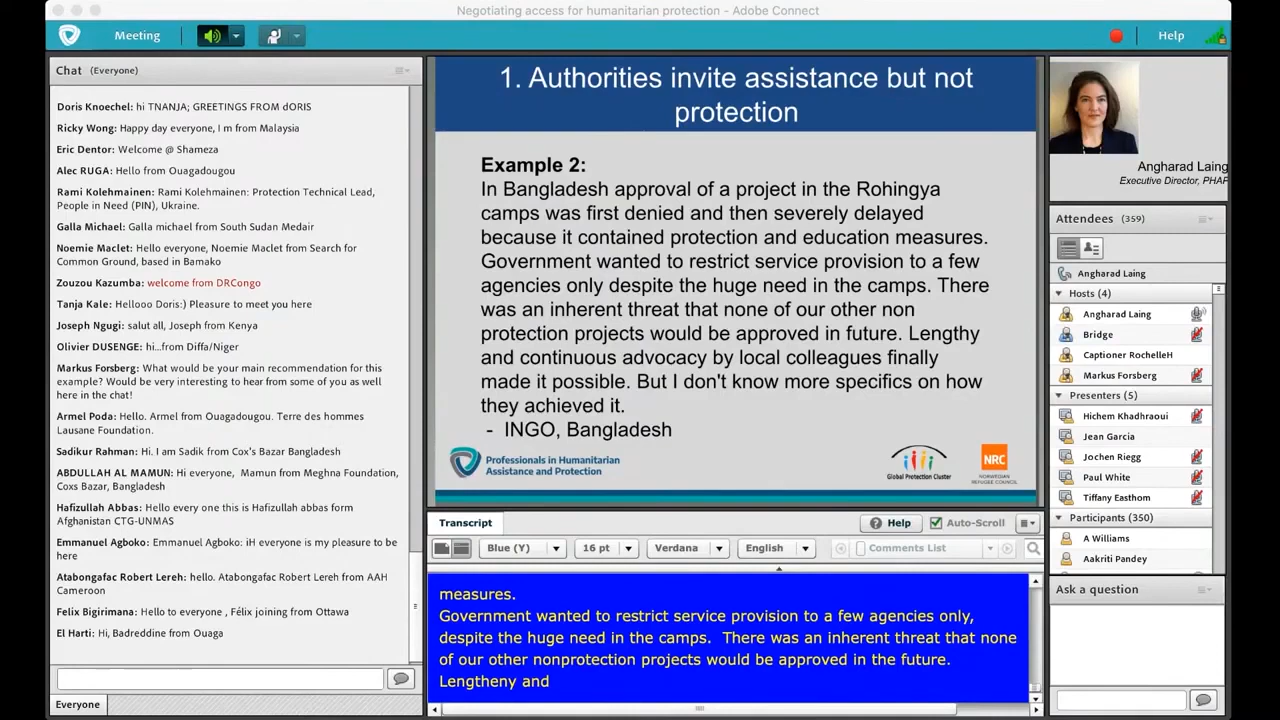 Negotiating access for humanitarian protection - Adobe Connect
Meeting
Help
Chat (Everyone)
Doris Knoechel: hi TNANJA; GREETINGS FROM dORIS
Ricky Wong: Happy day everyone, I m from Malaysia
Eric Dentor: Welcome @ Shameza
Alec RUGA: Hello from Ouagadougou
Rami Kolehmainen: Rami Kolehmainen: Protection Technical Lead,
People in Need (PIN), Ukraine.
Galla Michael: Galla michael from South Sudan Medair
Noemie Maclet: Hello everyone, Noemie Maclet from Search for
Common Ground, based in Bamako
Zouzou Kazumba: welcome from DRCongo
Tanja Kale: Hellooo Doris:) Pleasure to meet you here
Joseph Ngugi: salut all, Joseph from Kenya
Olivier DUSENGE: hi...from Diffa/Niger
Markus Forsberg: What would be your main recommendation for this
example? Would be very interesting to hear from some of you as well
here in the chat!
Armel Poda: Hello. Armel from Ouagadougou. Terre des hommes
Lausane Foundation.
Sadikur Rahman: Hi. I am Sadik from Cox's Bazar Bangladesh
ABDULLAH AL MAMUN: Hi everyone, Mamun from Meghna Foundation,
Coxs Bazar, Bangladesh
Hafizullah Abbas: Hello every one this is Hafizullah abbas form
Afghanistan CTG-UNMAS
Emmanuel Agboko: Emmanuel Agboko: iH everyone is my pleasure to be
here
Atabongafac Robert Lereh: hello. Atabongafac Robert Lereh from AAH
Cameroon
Felix Bigirimana: Hello to everyone , Félix joining from Ottawa
El Harti: Hi, Badreddine from Ouaga
Everyone
1. Authorities invite assistance but not
protection
Example 2:
In Bangladesh approval of a project in the Rohingya
camps was first denied and then severely delayed
because it contained protection and education measures.
Government wanted to restrict service provision to a few
agencies only despite the huge need in the camps. There
was an inherent threat that none of our other non
protection projects would be approved in future. Lengthy
and continuous advocacy by local colleagues finally
made it possible. But I don't know more specifics on how
they achieved it.
- INGO, Bangladesh
Professionals in Humanitarian
Assistance and Protection
Global Protection Cluster
NRC
NORWEGIAN
REFUGEE COUNCIL
Transcript
Help
Auto-Scroll
Blue (Y)
16 pt
Verdana
English
Comments List
measures.
Government wanted to restrict service provision to a few agencies only,
despite the huge need in the camps. There was an inherent threat that none
of our other nonprotection projects would be approved in the future.
Lengtheny and
Angharad Laing
Executive Director, PHAP
Attendees (359)
Angharad Laing
Hosts (4)
Angharad Laing
Bridge
Captioner RochelleH
Markus Forsberg
Presenters (5)
Hichem Khadhraoui
Jean Garcia
Jochen Riegg
Paul White
Tiffany Easthom
Participants (350)
A Williams
Aakriti Pandey
Ask a question